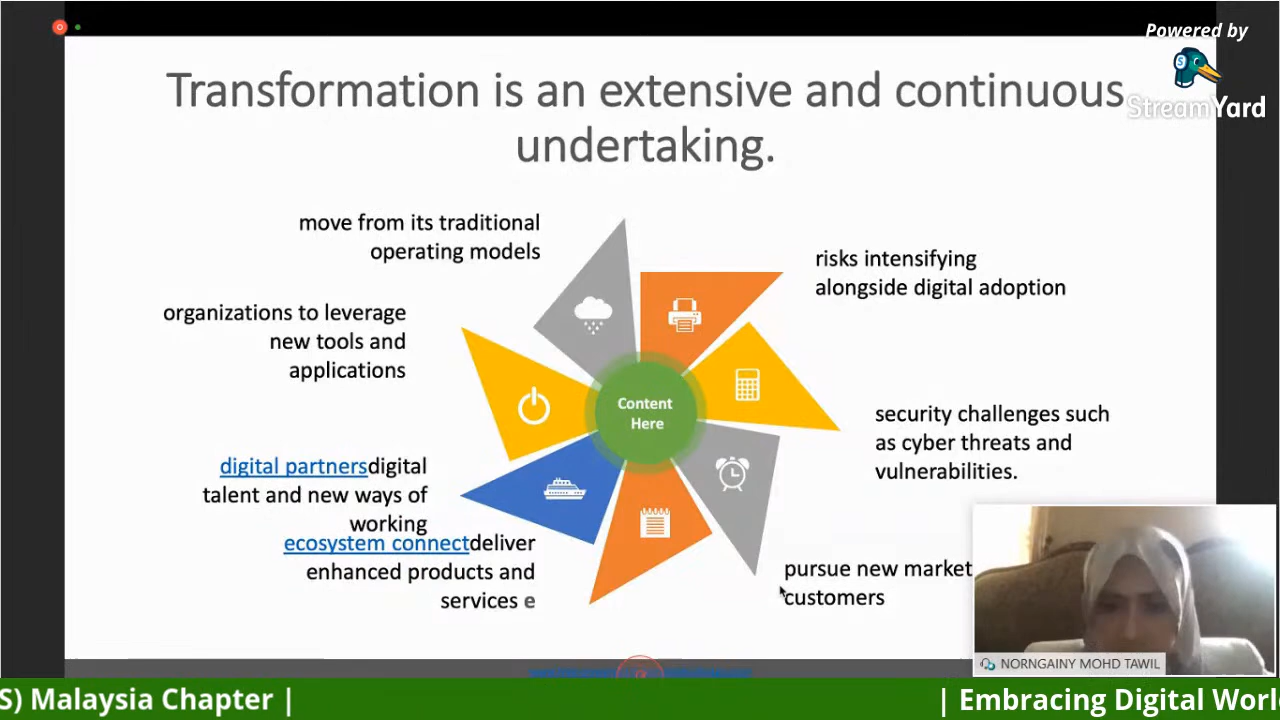 Powered by
StreamYard
Transformation is an extensive and continuous
undertaking.
move from its traditional
operating models
risks intensifying
alongside digital adoption
organizations to leverage
new tools and
applications
Content
Here
security challenges such
as cyber threats and
vulnerabilities.
digital partnersdigital
talent and new ways of
working
ecosystem connectdeliver
enhanced products and
services e
pursue new market
customers
NORNGAINY MOHD TAWIL
S) Malaysia Chapter |
| Embracing Digital Worl